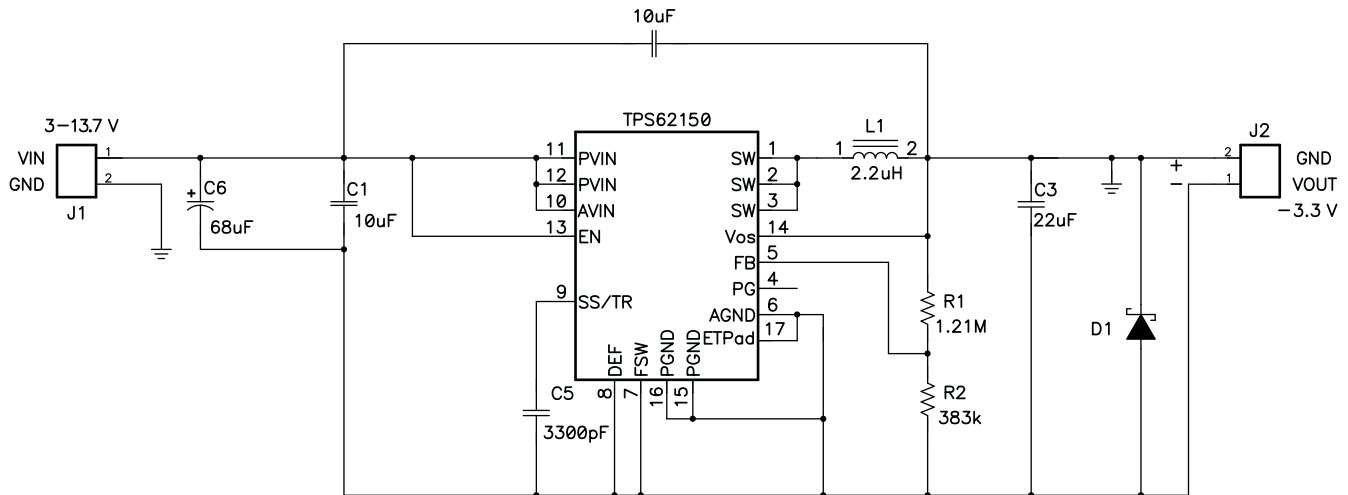 10uF
3-13.7 V
TPS62150
L1
J2
VIN
1
11
PVIN
SW
1
1
2
2
GND
GND
2
12
PVIN
SW
2
2.2uH
+
-
1
VOUT
J1
C6
+
68uF
C1
10uF
10
AVIN
SW
3
C3
22uF
-3.3 V
13
EN
Vos
14
FB
5
PG
4
9
SS/TR
AGND
6
R1
1.21M
ETPad
17
D1
DEF
FSW
PGND
PGND
8
7
16
15
C5
3300pF
R2
383k